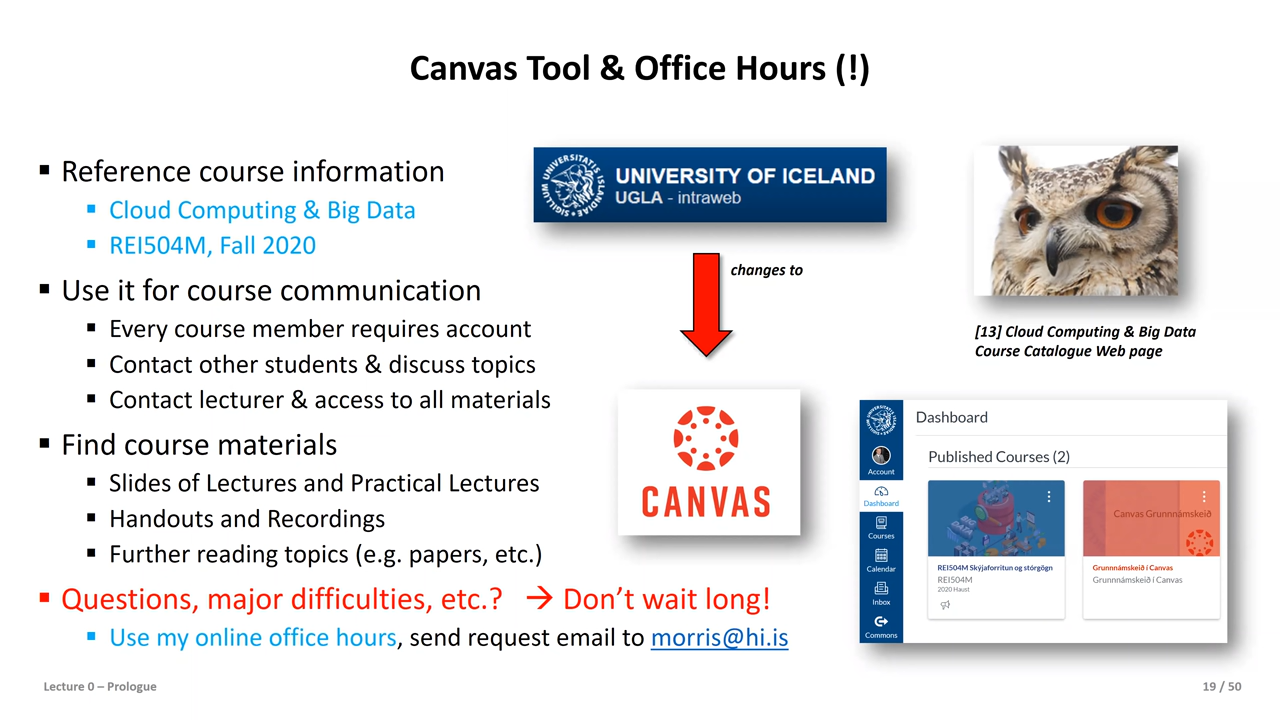 Canvas Tool & Office Hours (!)
▪ Reference course information
▪ Cloud Computing & Big Data
▪ REI504M, Fall 2020
▪ Use it for course communication
▪ Every course member requires account
▪ Contact other students & discuss topics
▪ Contact lecturer & access to all materials
▪ Find course materials
▪ Slides of Lectures and Practical Lectures
▪ Handouts and Recordings
▪ Further reading topics (e.g. papers, etc.)
▪ Questions, major difficulties, etc.? → Don’t wait long!
▪ Use my online office hours, send request email to morris@hi.is
UNIVERSITY OF ICELAND
UGLA - intraweb
changes to
CANVAS
[13] Cloud Computing & Big Data
Course Catalogue Web page
Account
Dashboard
Courses
Calendar
Inbox
Commons
Dashboard
Published Courses (2)
REI504M Skýjaforritun og stórgögn
REI504M
2020 Haust
Canvas Grunnnámskeið
Grunnnámskeið í Canvas
Grunnnámskeið í Canvas
Lecture 0 – Prologue
19 / 50